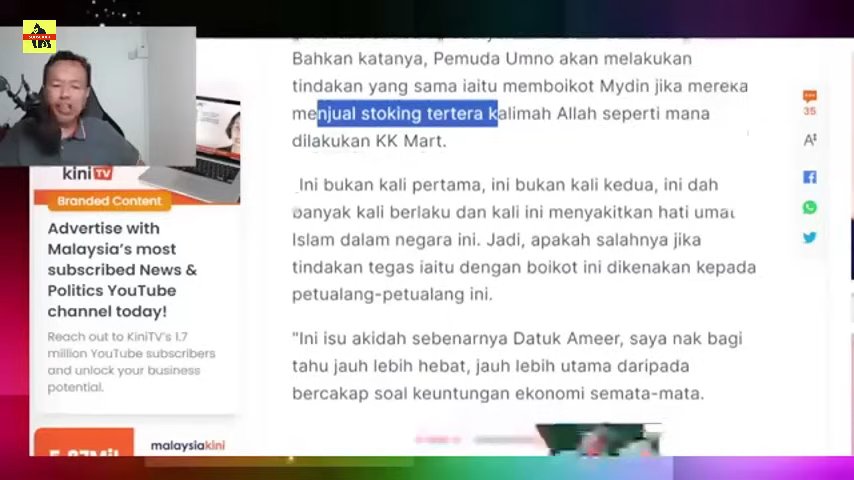 SUBSCRIBE
Bahkan katanya, Pemuda Umno akan melakukan
tindakan yang sama iaitu memboikot Mydin jika mereka
menjual stoking tertera kalimah Allah seperti mana
dilakukan KK Mart.
Ini bukan kali pertama, ini bukan kali kedua, ini dah
banyak kali berlaku dan kali ini menyakitkan hati umat
Islam dalam negara ini. Jadi, apakah salahnya jika
tindakan tegas iaitu dengan boikot ini dikenakan kepada
petualang-petualang ini.
"Ini isu akidah sebenarnya Datuk Ameer, saya nak bagi
tahu jauh lebih hebat, jauh lebih utama daripada
bercakap soal keuntungan ekonomi semata-mata.
kini TV
Branded Content
Advertise with
Malaysia's most
subscribed News &
Politics YouTube
channel today!
Reach out to KiniTV's 1.7
million YouTube subscribers
and unlock your business
potential.
malaysiakini
35
A